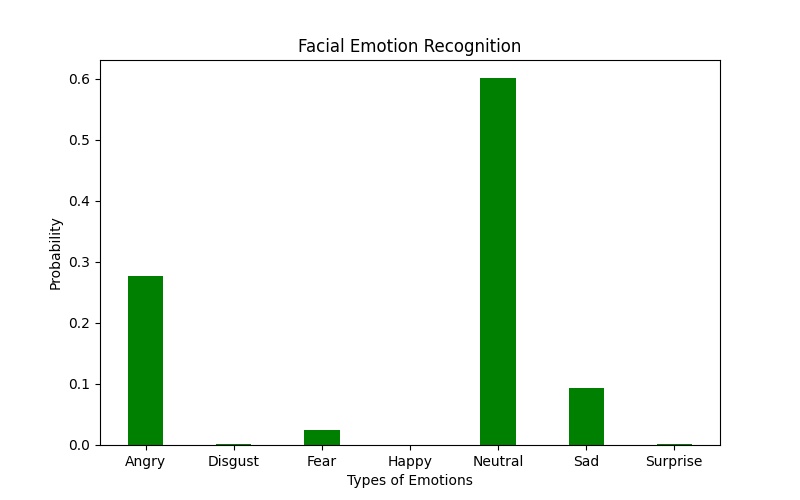 Facial Emotion Recognition
0.6
0.5
0.4
0.3
0.2
0.1
0.0
Probability
Angry Disgust Fear Happy Neutral Sad Surprise
Types of Emotions